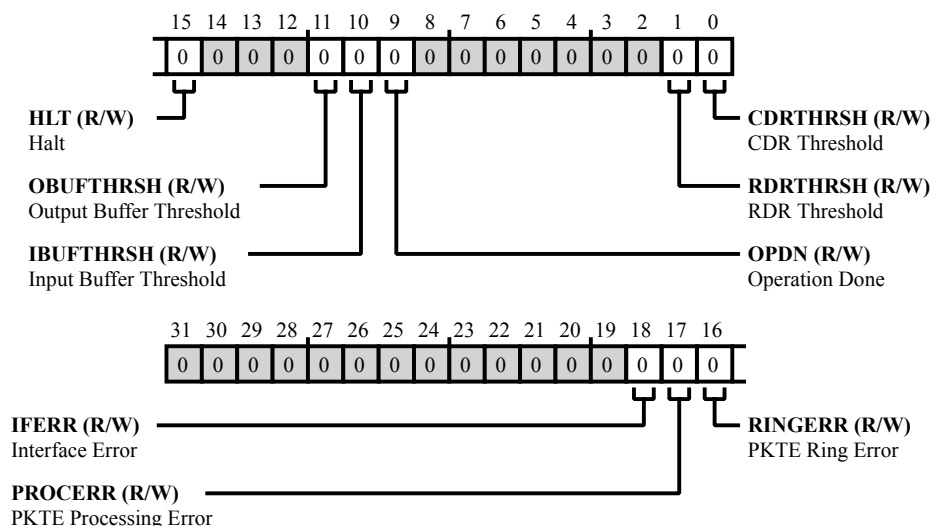 15 14 13 12 11 10 9 8 7 6 5 4 3 2 1 0
0 0 0 0 0 0 0 0 0 0 0 0 0 0 0 0
HLT (R/W)
Halt
CDRTHRSH (R/W)
CDR Threshold
OBUFTHRSH (R/W)
Output Buffer Threshold
RDRTHRSH (R/W)
RDR Threshold
IBUFTHRSH (R/W)
Input Buffer Threshold
OPDN (R/W)
Operation Done
31 30 29 28 27 26 25 24 23 22 21 20 19 18 17 16
0 0 0 0 0 0 0 0 0 0 0 0 0 0 0 0
IFERR (R/W)
Interface Error
RINGERR (R/W)
PKTE Ring Error
PROCERR (R/W)
PKTE Processing Error